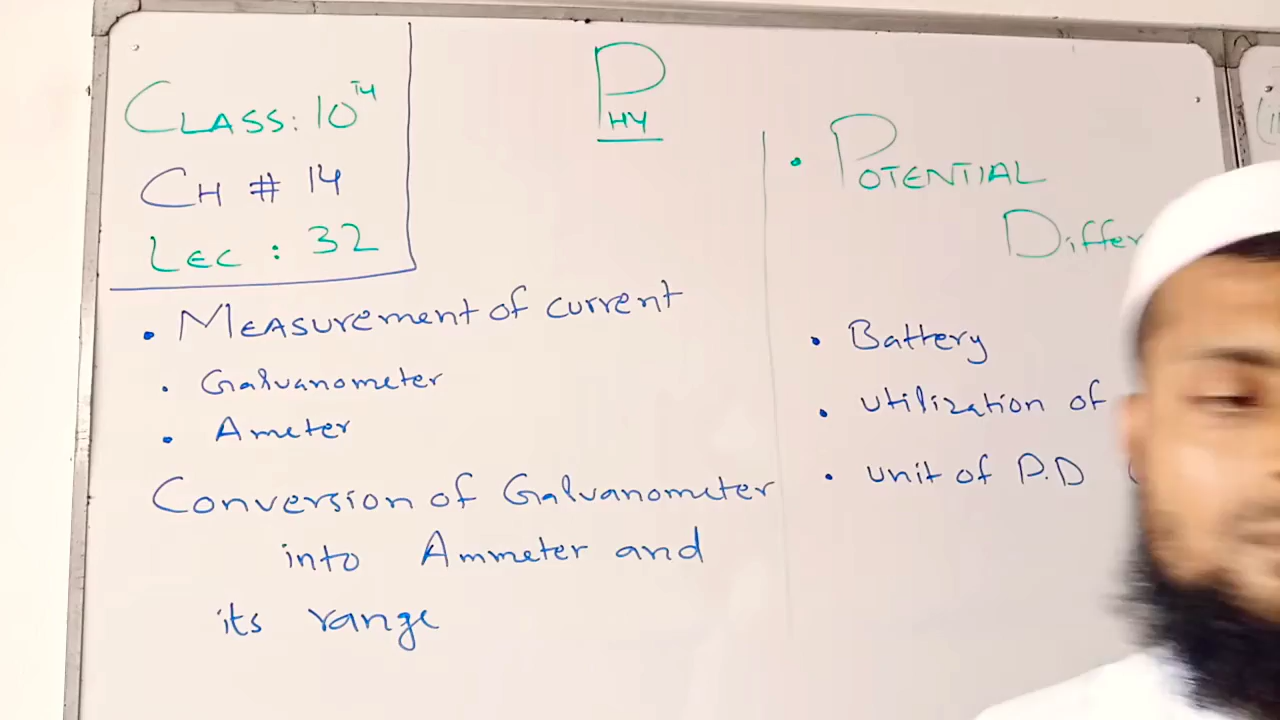 CLASS: 10TH
CH # 14
LEC : 32
PHY
• MEASUREMENT of current
• Galvanometer
• Ameter
Conversion of Galvanometer
into Ammeter and
its range
• POTENTIAL
• Battery
• utilization of
• unit of P.D